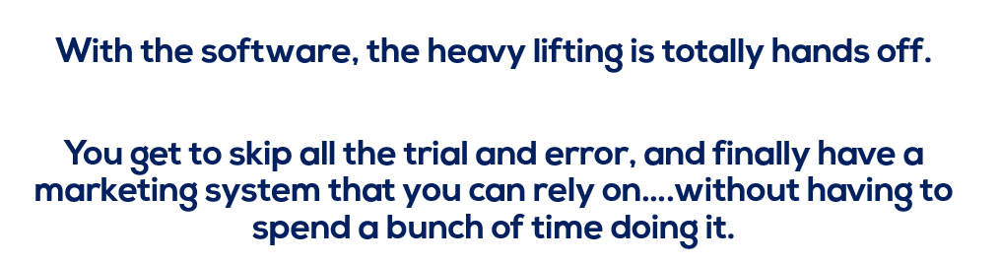 With the software, the heavy lifting is totally hands off.
You get to skip all the trial and error, and finally have a
marketing system that you can rely on....without having to
spend a bunch of time doing it.